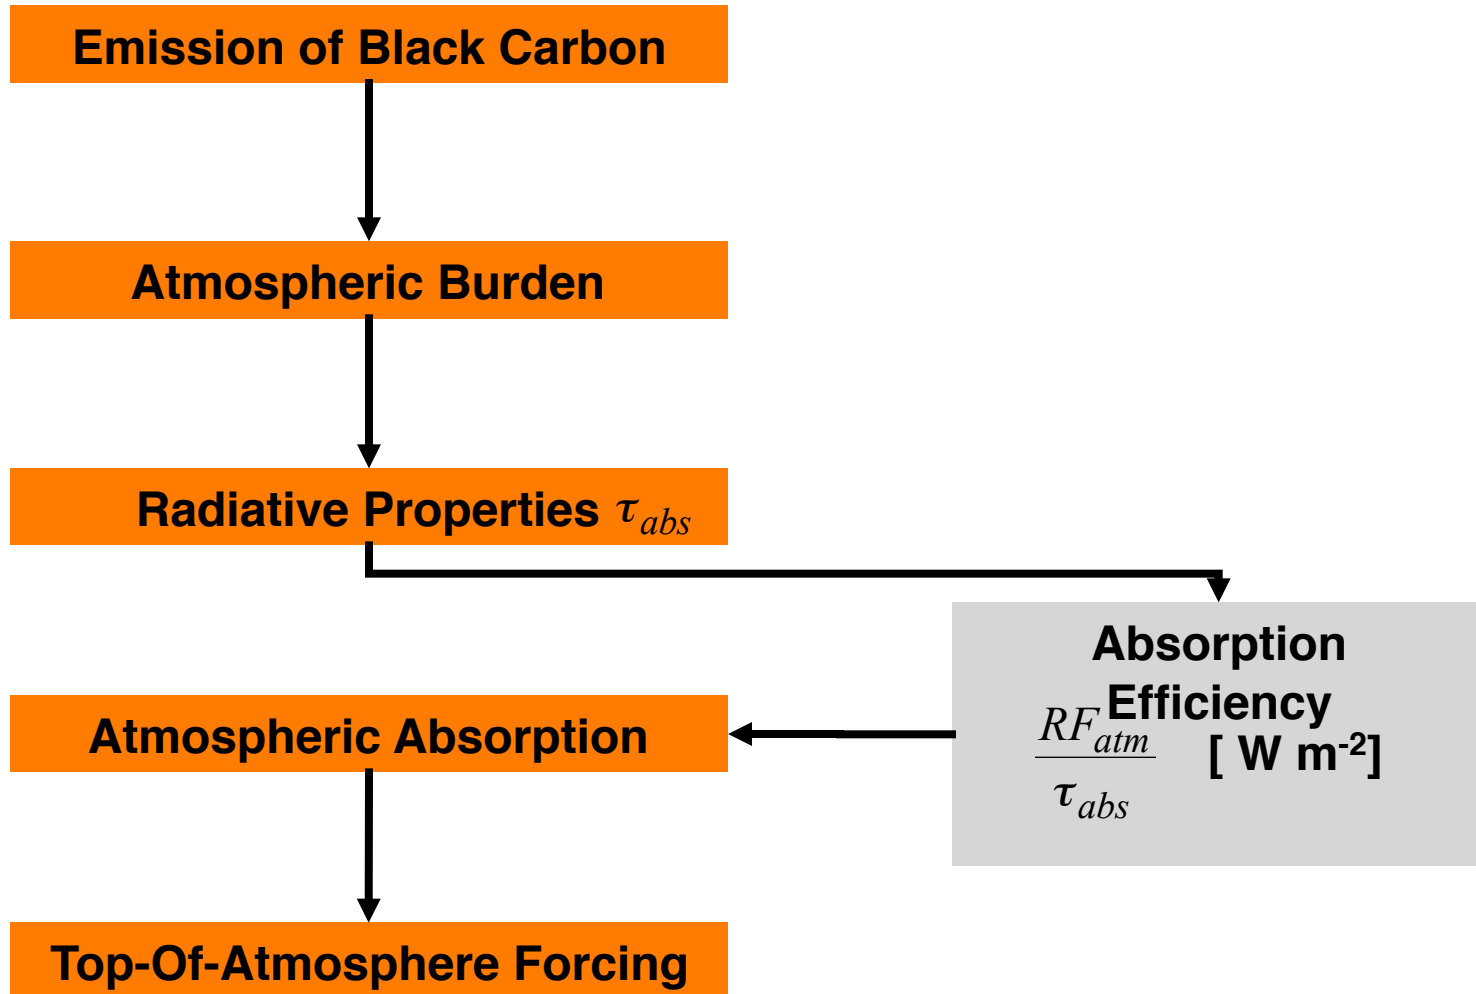 Emission of Black Carbon
Atmospheric Burden
Radiative Properties τabs
Absorption
Efficiency
RFatm
τabs
[ W m-2]
Atmospheric Absorption
Top-Of-Atmosphere Forcing